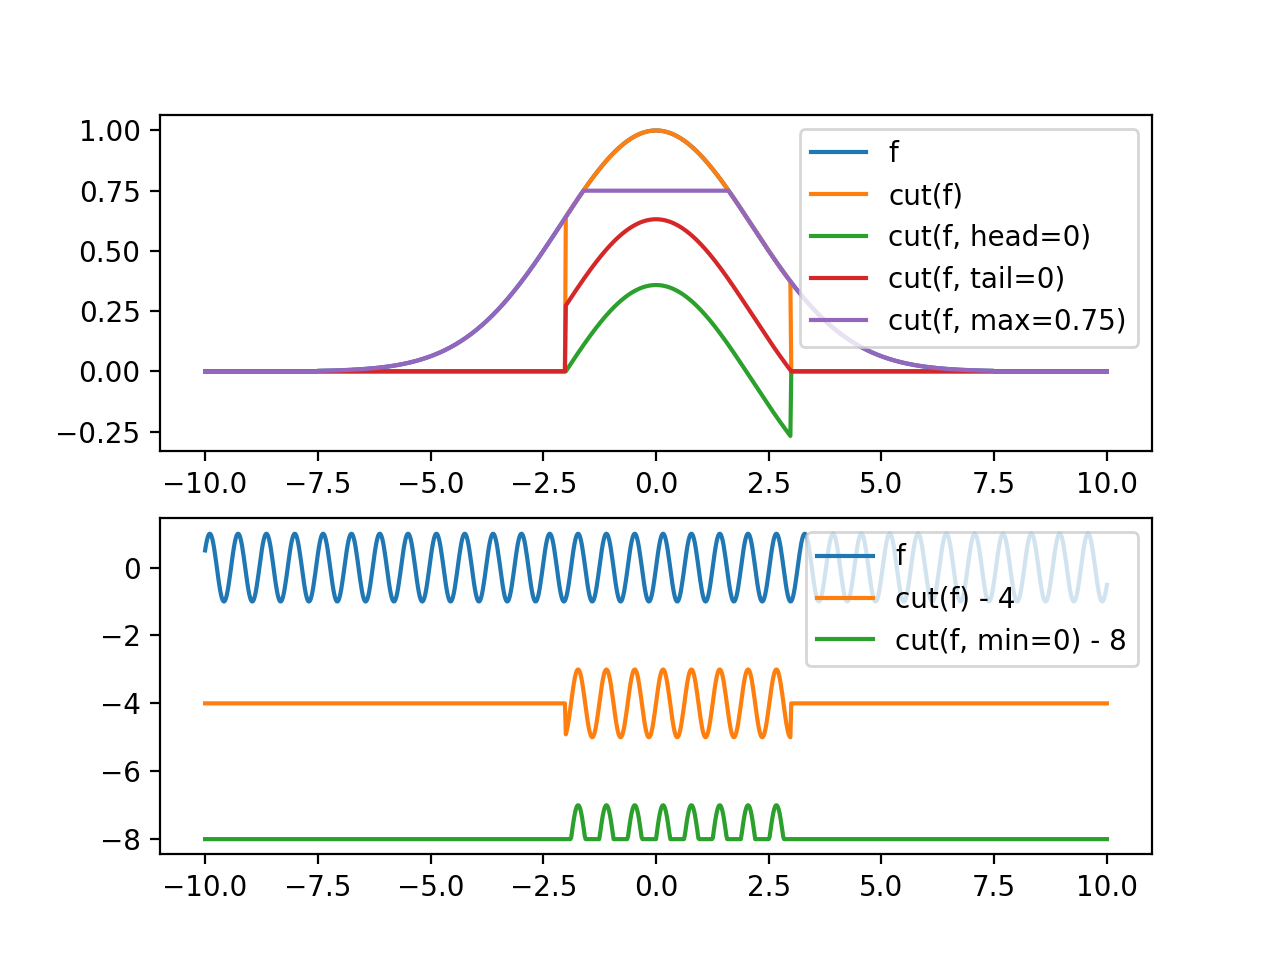 1.00
0.75
0.50
0.25
0.00
−0.25
f
cut(f)
cut(f, head=0)
cut(f, tail=0)
cut(f, max=0.75)
−10.0 −7.5 −5.0 −2.5 0.0 2.5 5.0 7.5 10.0
0
−2
−4
−6
−8
f
cut(f) - 4
cut(f, min=0) - 8
−10.0 −7.5 −5.0 −2.5 0.0 2.5 5.0 7.5 10.0